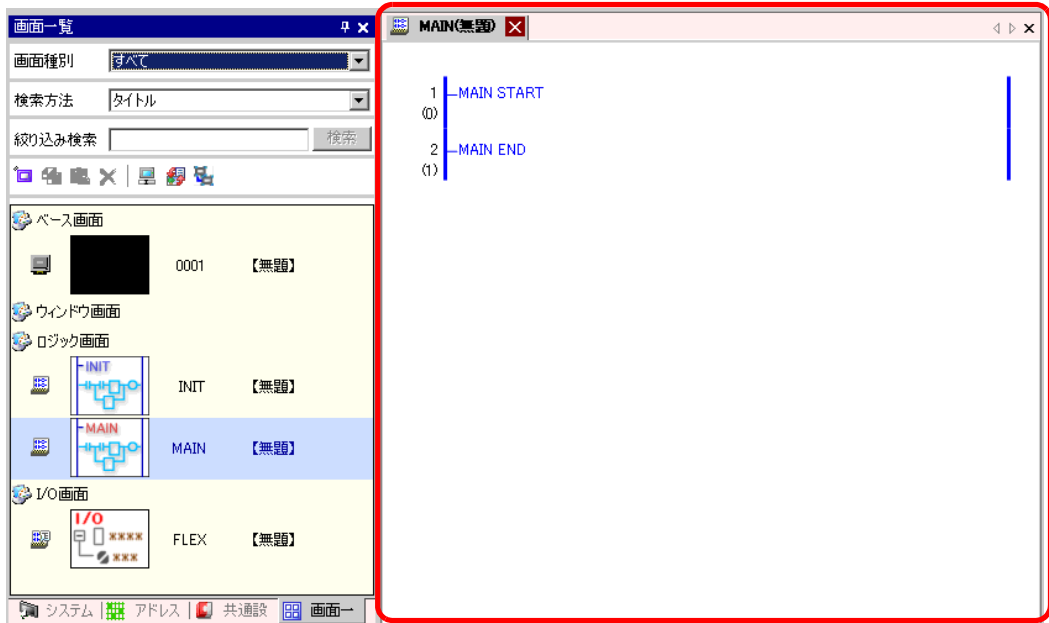 画面一覧
画面種別 すべて
検索方法 タイトル
絞り込み検索 検索
ベース画面
0001 【無題】
ウィンドウ画面
ロジック画面
INIT
INIT 【無題】
MAIN
MAIN 【無題】
I/O画面
I/O
****
***
FLEX 【無題】
システム アドレス 共通設 画面一
MAIN(無題)
1 MAIN START
(0)
2 MAIN END
(1)